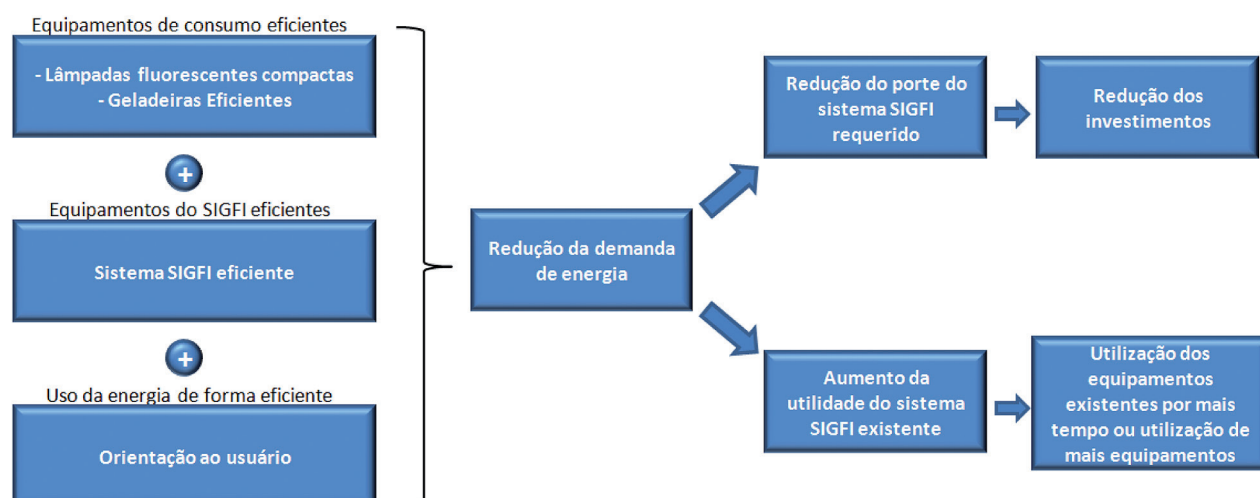 Equipamentos de consumo eficientes
- Lâmpadas fluorescentes compactas
- Geladeiras Eficientes
+
Equipamentos do SIGFI eficientes
Sistema SIGFI eficiente
+
Uso da energia de forma eficiente
Orientação ao usuário
Redução da demanda
de energia
Redução do porte do
sistema SIGFI
requerido
Redução dos
investimentos
Aumento da
utilidade do sistema
SIGFI existente
Utilização dos
equipamentos
existentes por mais
tempo ou utilização de
mais equipamentos